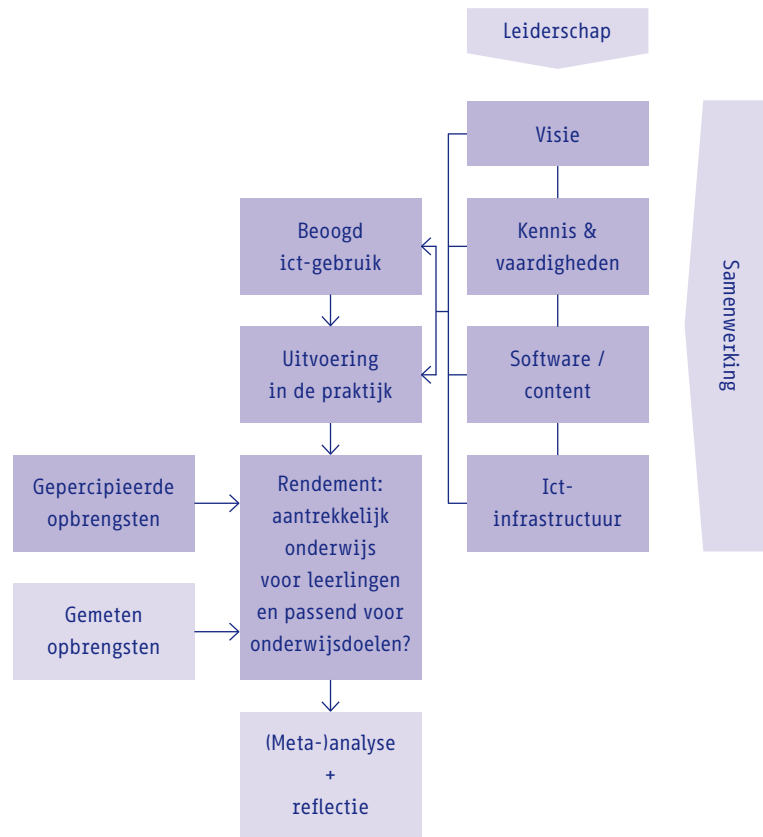 Leiderschap
Visie
Beoogd
ict-gebruik
Kennis &
vaardigheden
Samenwerking
Uitvoering
in de praktijk
Software /
content
Gepercipieerde
opbrengsten
Rendement:
aantrekkelijk
onderwijs
voor leerlingen
en passend voor
onderwijsdoelen?
Ict-
infrastructuur
Gemeten
opbrengsten
(Meta-)analyse
+
reflectie